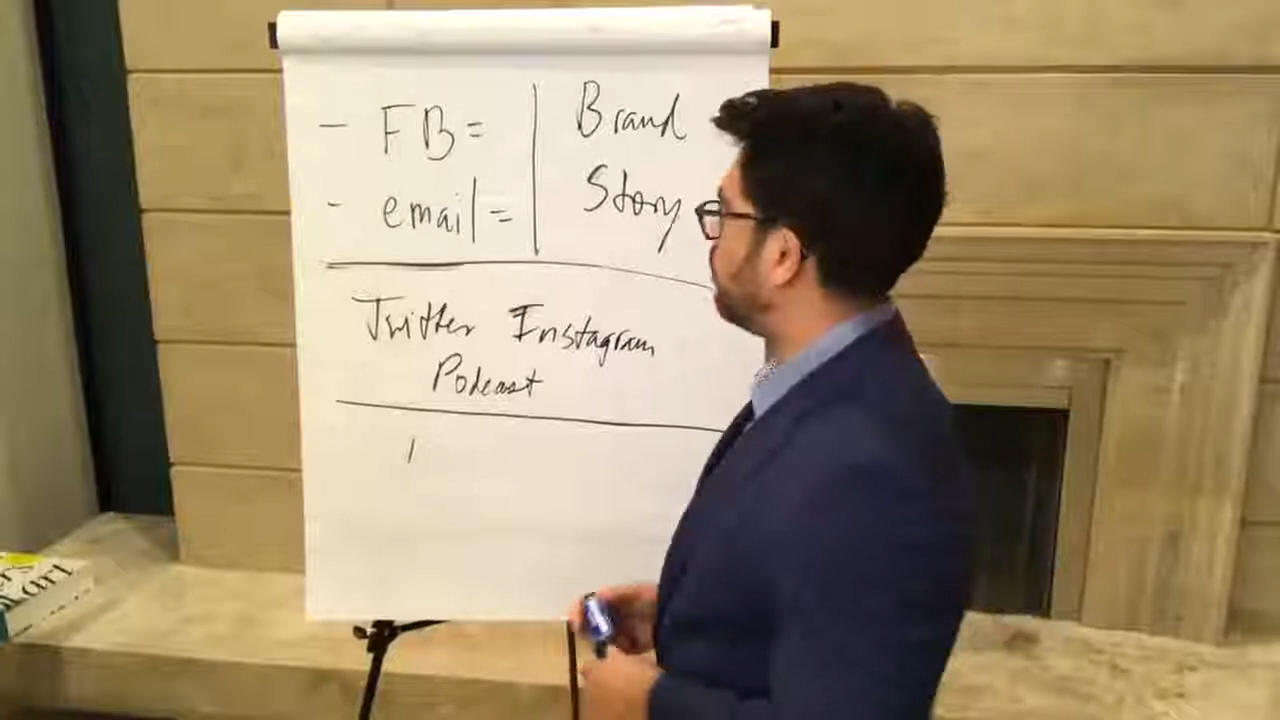 - FB =
- email =
Brand
Story
Twitter Instagram
Podcast